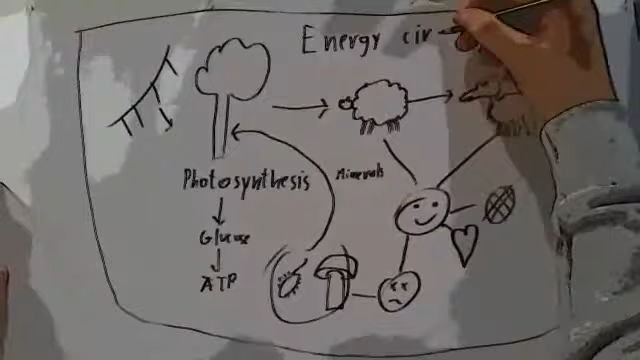 Energy cir
Minerals
Photosynthesis
Glucose
ATP